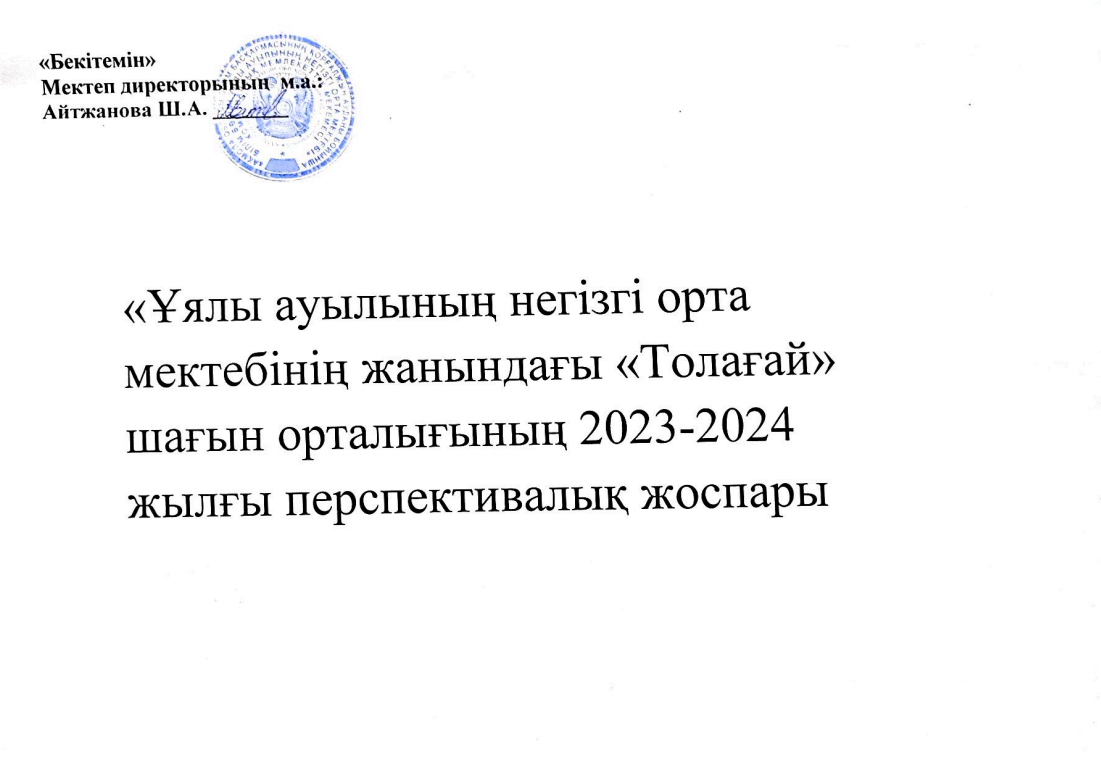 «Бекітемін»
Мектеп директорының м.а.:
Айтжанова Ш.А.
«Ұялы ауылының негізгі орта
мектебінің жанындағы «Толағай»
шағын орталығының 2023-2024
жылғы перспективалық жоспары